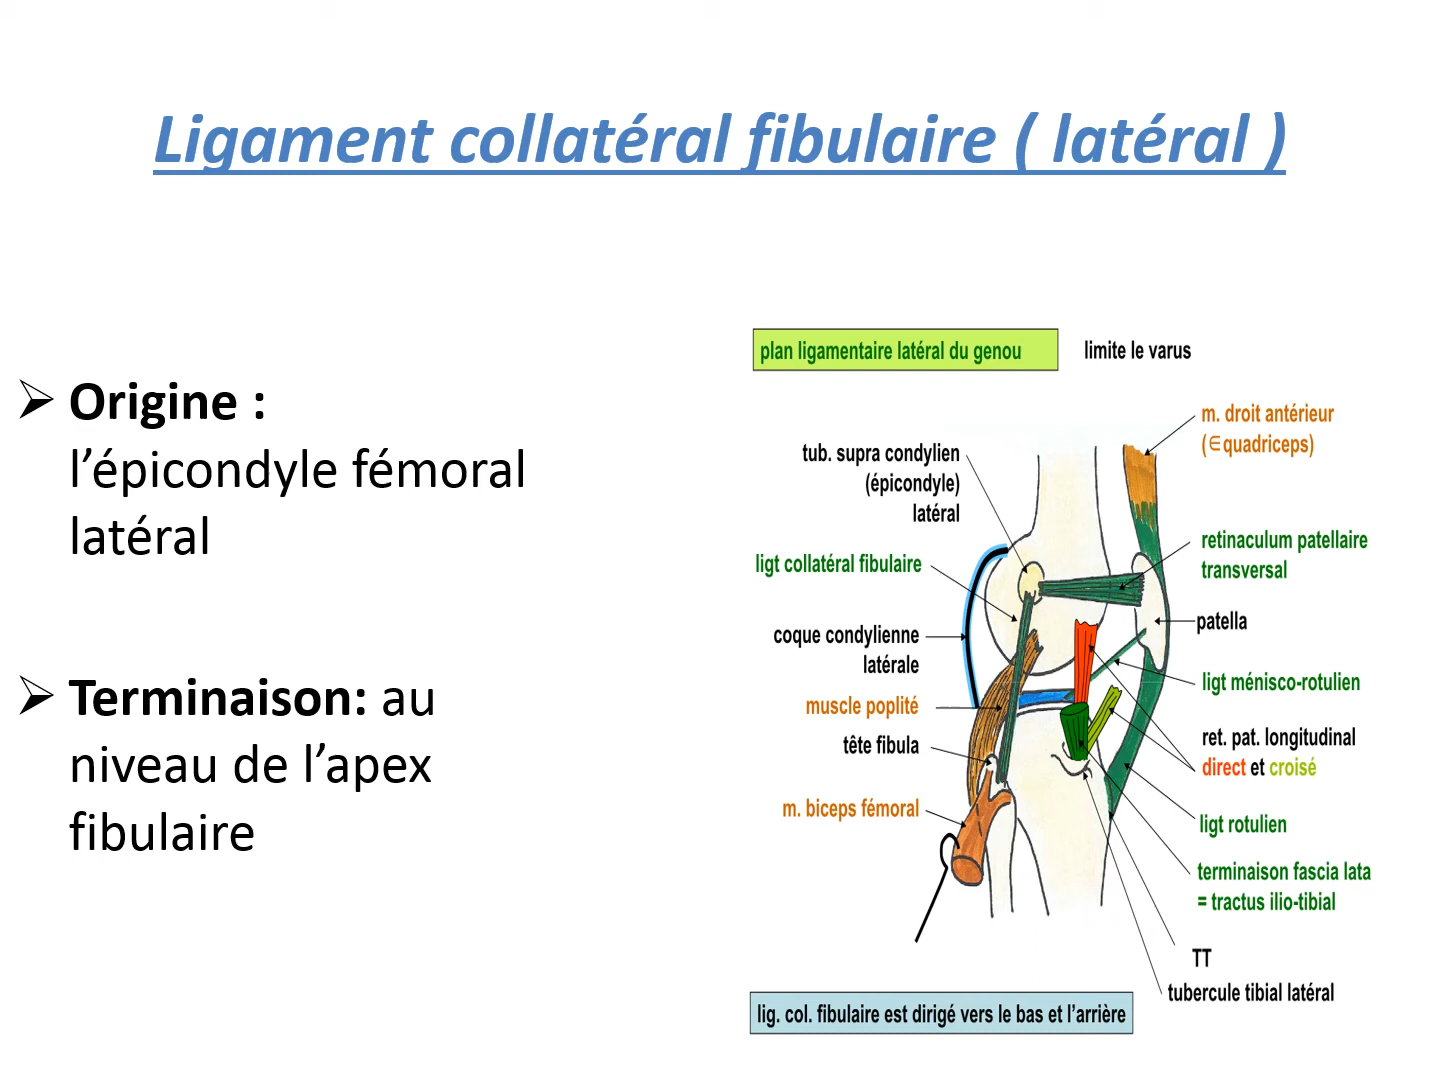 Ligament collatéral fibulaire ( latéral )
➢ Origine :
l’épicondyle fémoral
latéral
➢ Terminaison: au
niveau de l’apex
fibulaire
plan ligamentaire latéral du genou
limite le varus
m. droit antérieur
(∈quadriceps)
tub. supra condylien
(épicondyle)
latéral
retinaculum patellaire
transversal
ligt collatéral fibulaire
patella
coque condylienne
latérale
ligt ménisco-rotulien
muscle poplité
ret. pat. longitudinal
direct et croisé
tête fibula
m. biceps fémoral
ligt rotulien
terminaison fascia lata
= tractus ilio-tibial
TT
tubercule tibial latéral
lig. col. fibulaire est dirigé vers le bas et l’arrière